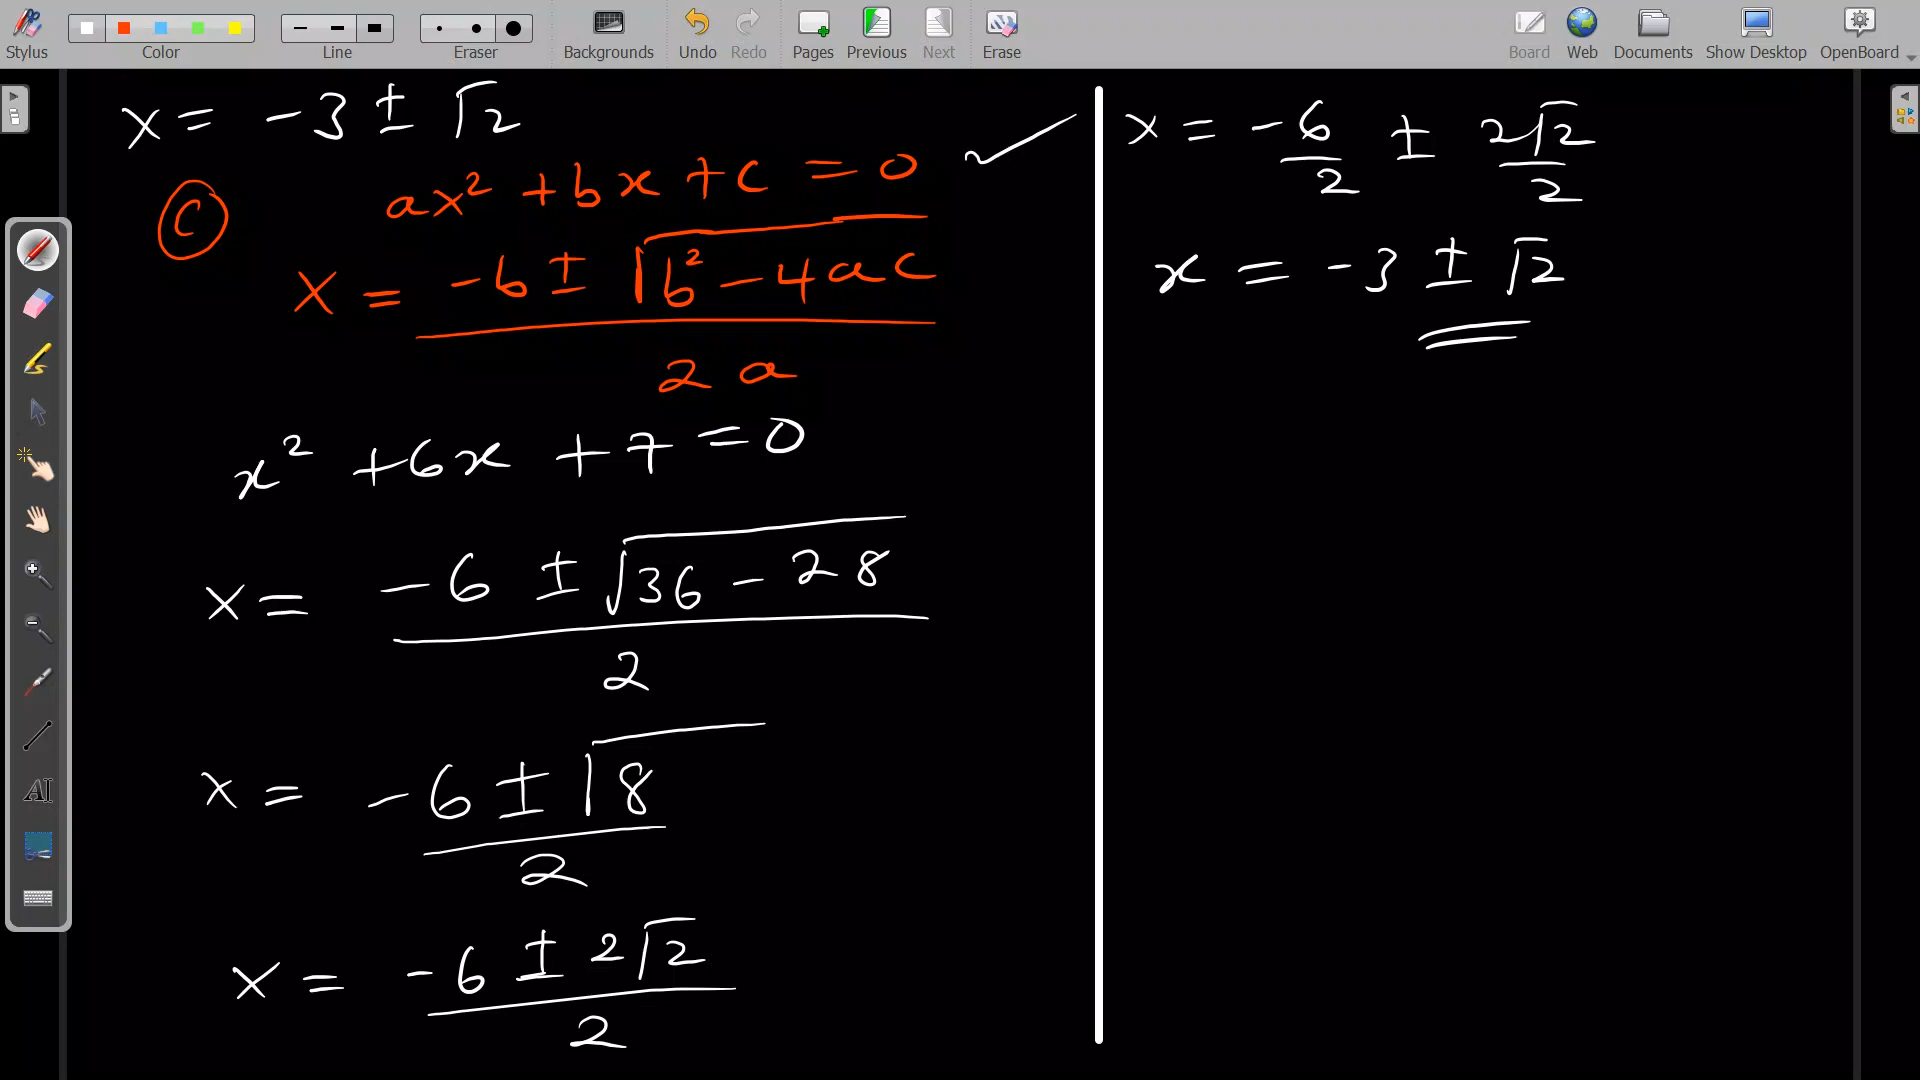 Stylus Color Line Eraser Backgrounds Undo Redo Pages Previous Next Erase Board Web Documents Show Desktop OpenBoard
x = -3 ± √2
C
ax² + bx + c = 0
x = (-b ± √(b² - 4ac)) / 2a
x² + 6x + 7 = 0
x = (-6 ± √(36 - 28)) / 2
x = (-6 ± √8) / 2
x = (-6 ± 2√2) / 2
x = -6/2 ± 2√2/2
x = -3 ± √2